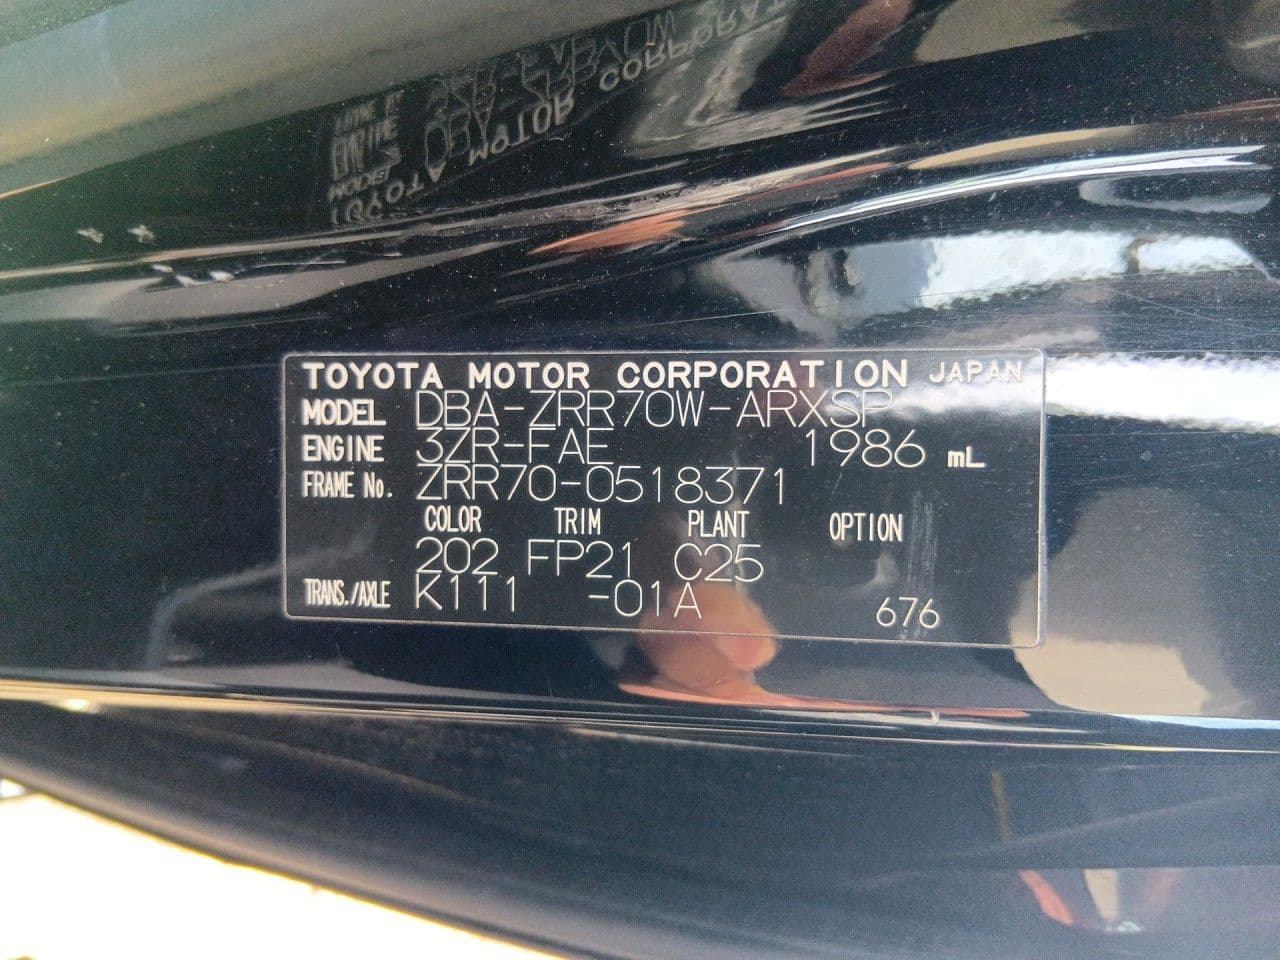 TOYOTA MOTOR CORPORATION JAPAN
MODEL DBA-ZRR70W-ARXSP
ENGINE 3ZR-FAE 1986 mL
FRAME No. ZRR70-0518371
COLOR TRIM PLANT OPTION
202 FP21 C25
TRANS./AXLE K111 -01A 676